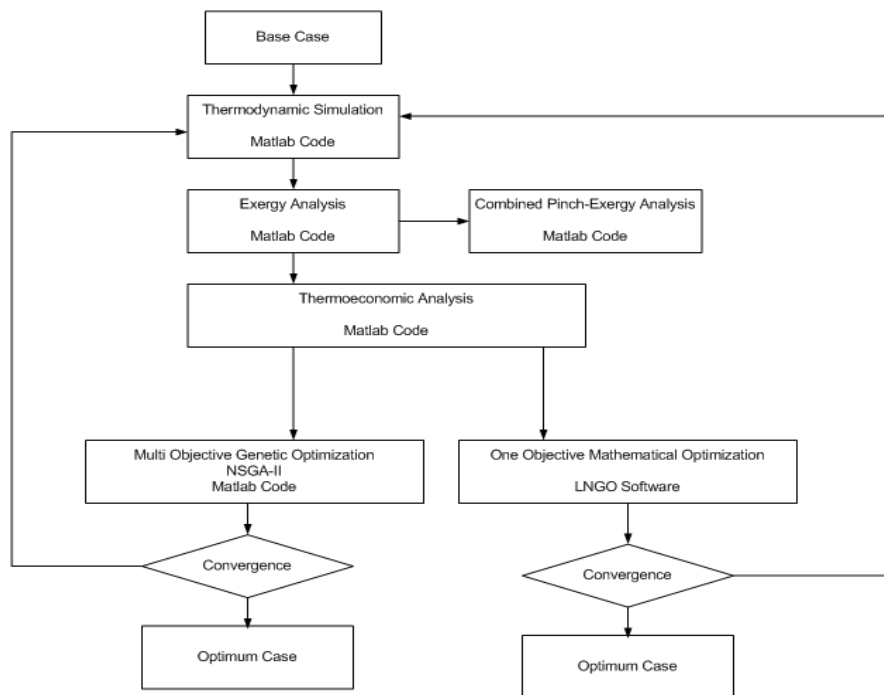 Base Case
Thermodynamic Simulation
Matlab Code
Exergy Analysis
Matlab Code
Combined Pinch-Exergy Analysis
Matlab Code
Thermoeconomic Analysis
Matlab Code
Multi Objective Genetic Optimization
NSGA-II
Matlab Code
One Objective Mathematical Optimization
LNGO Software
Convergence
Convergence
Optimum Case
Optimum Case